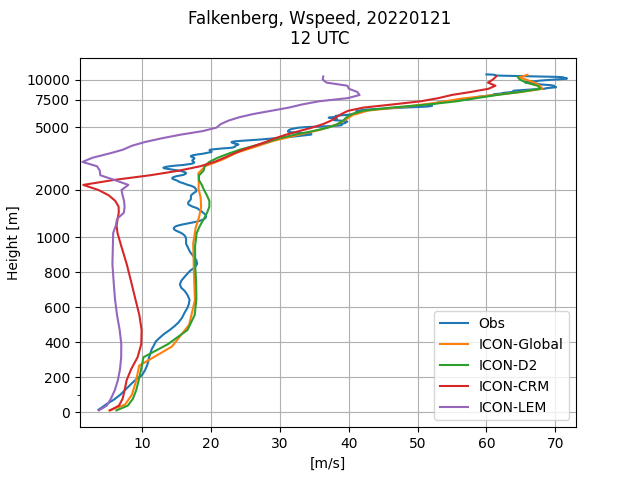 Falkenberg, Wspeed, 20220121
12 UTC
Height [m]
10000
7500
5000
2000
1000
800
600
400
200
0
10
20
30
40
50
60
70
[m/s]
Obs
ICON-Global
ICON-D2
ICON-CRM
ICON-LEM